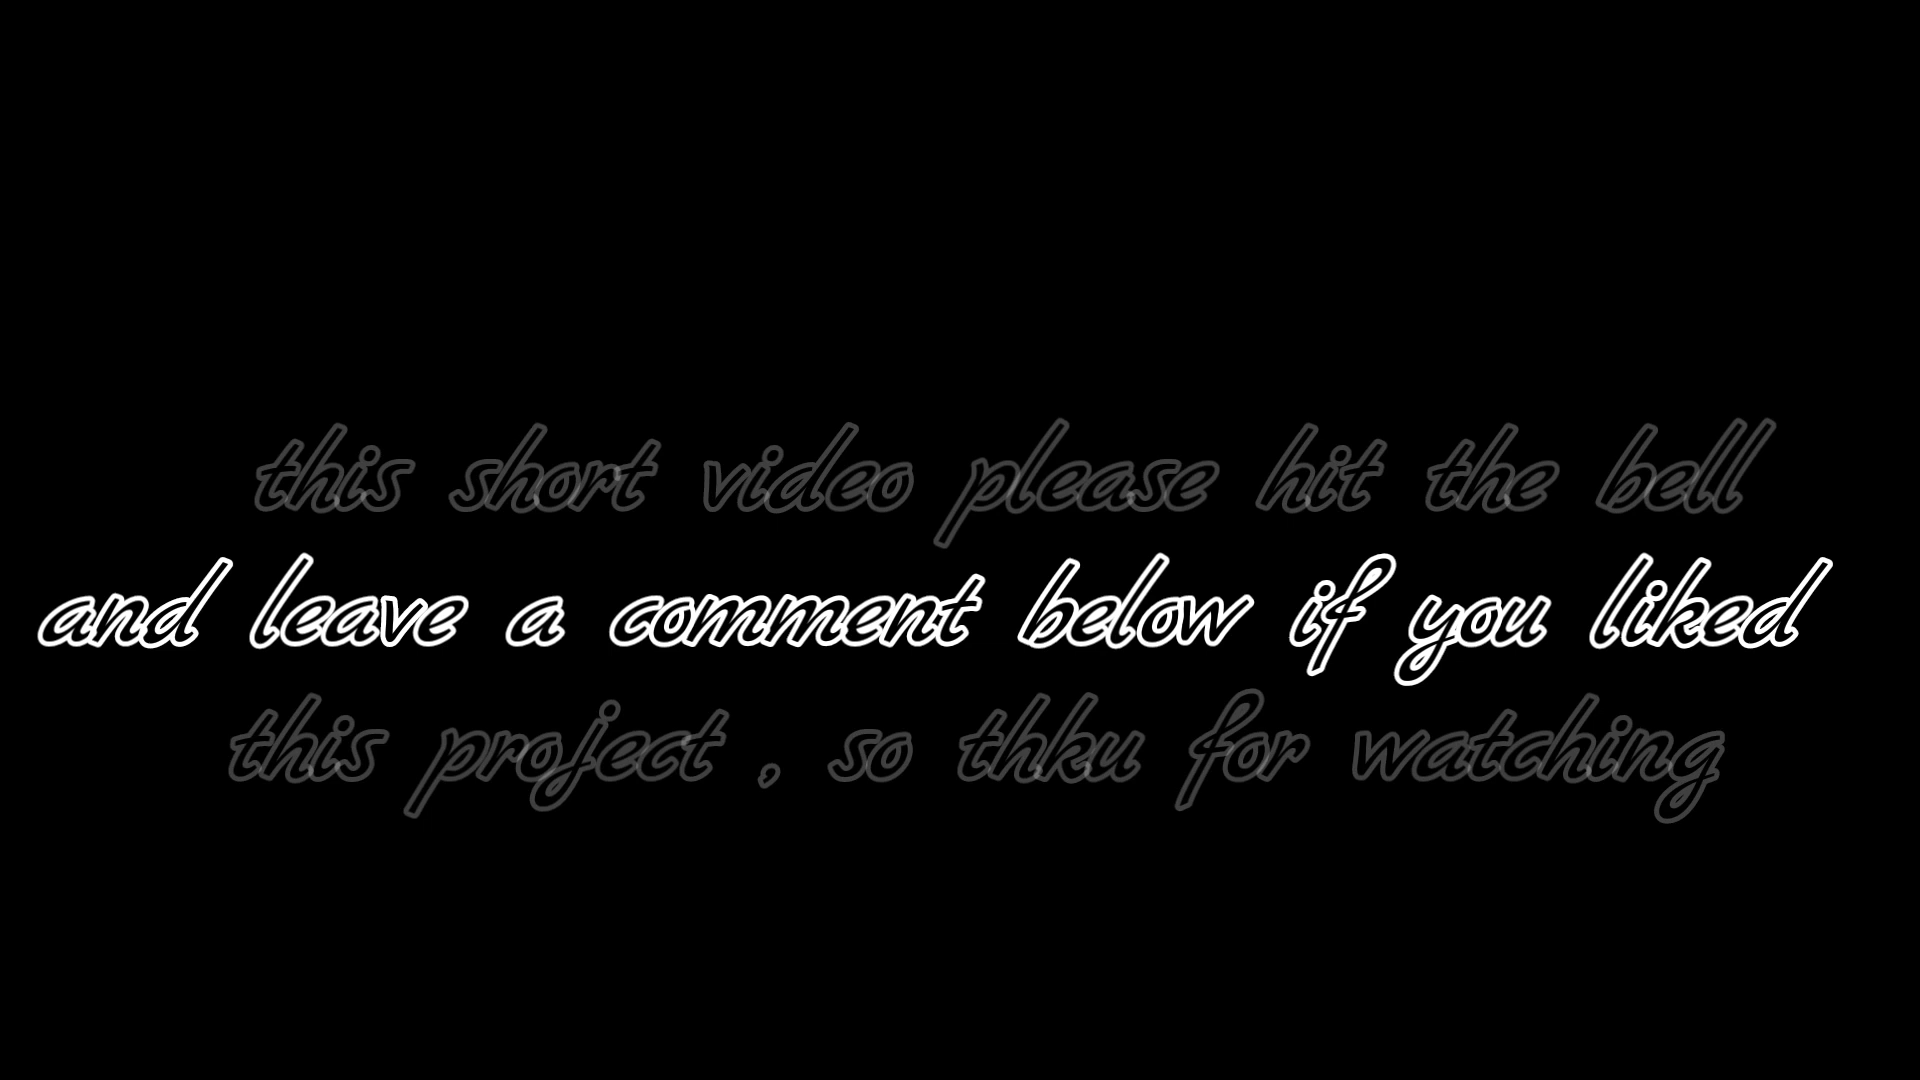 this short video please hit the bell
and leave a comment below if you liked
this project , so thku for watching